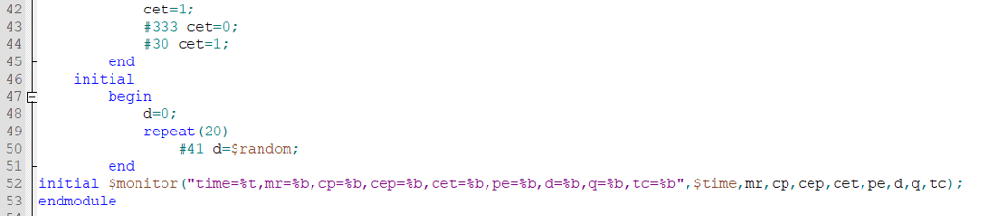 42 cet=1;
43 #333 cet=0;
44 #30 cet=1;
45 end
46 initial
47 begin
48 d=0;
49 repeat(20)
50 #41 d=$random;
51 end
52 initial $monitor("time=%t,mr=%b,cp=%b,cep=%b,cet=%b,pe=%b,d=%b,q=%b,tc=%b",$time,mr,cp,cep,cet,pe,d,q,tc);
53 endmodule